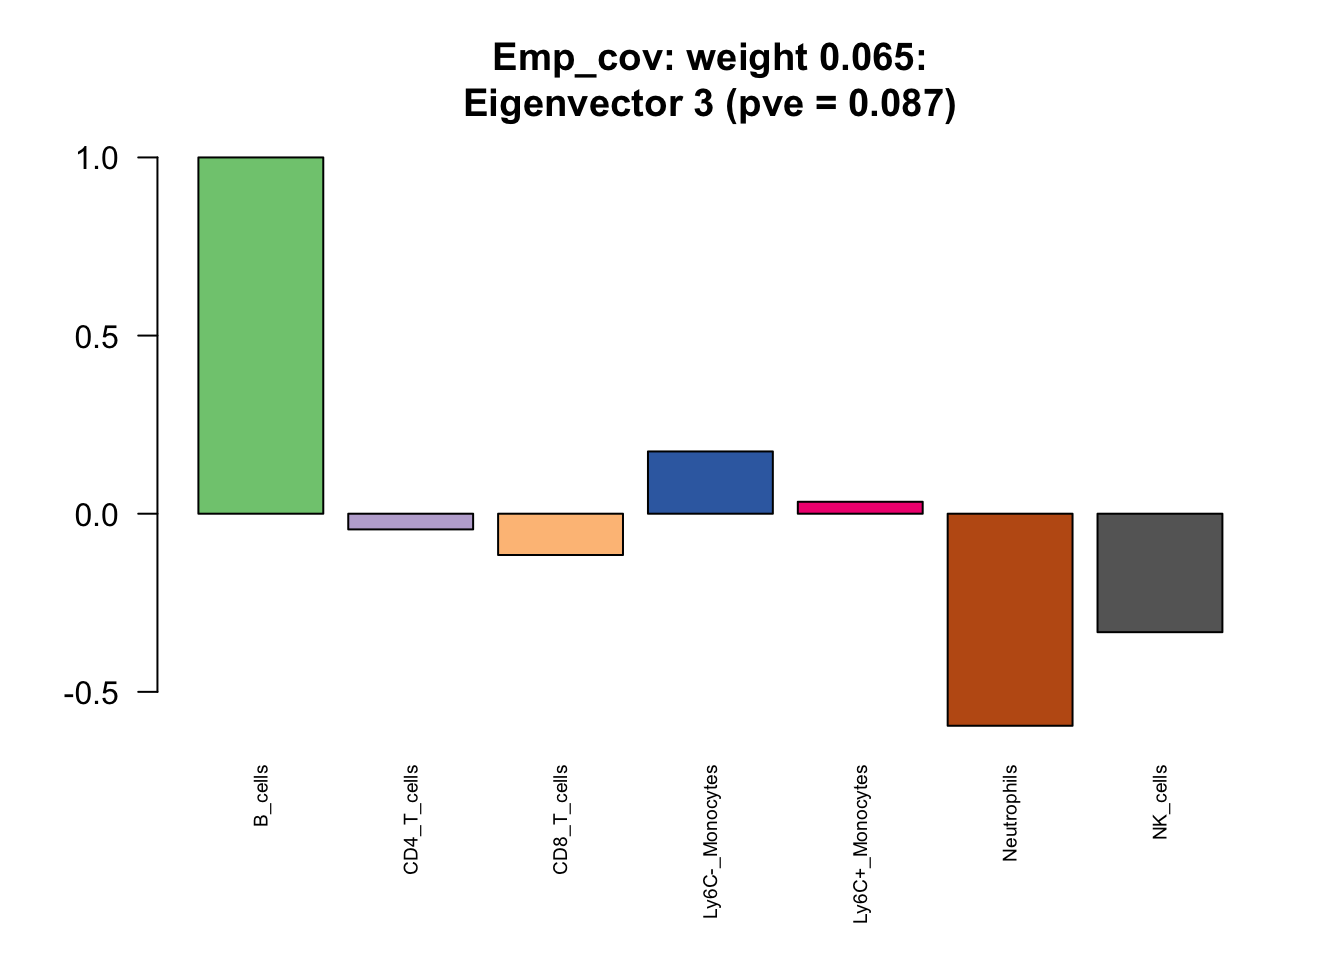 Emp_cov: weight 0.065:
Eigenvector 3 (pve = 0.087)
1.0
0.5
0.0
-0.5
B_cells
CD4_T_cells
CD8_T_cells
Ly6C-_Monocytes
Ly6C+_Monocytes
Neutrophils
NK_cells